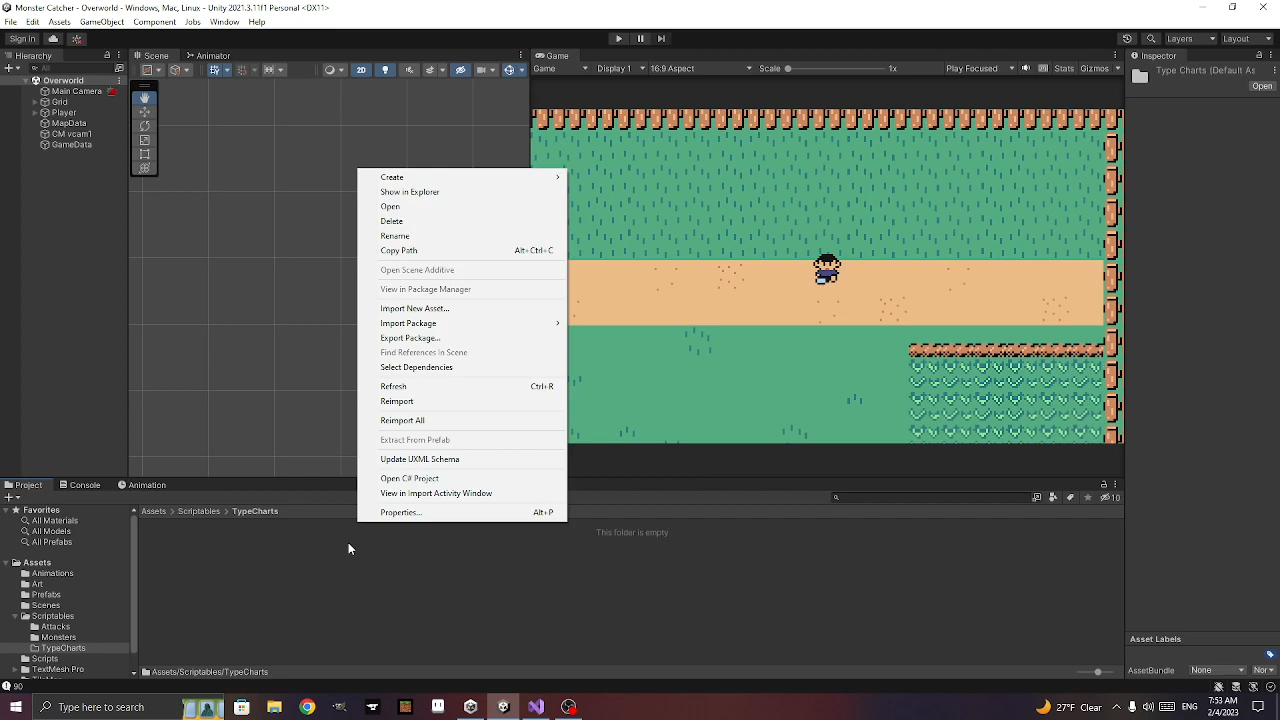 Monster Catcher - Overworld - Windows, Mac, Linux - Unity 2021.3.11f1 Personal <DX11>
File Edit Assets GameObject Component Jobs Services Window Help
Sign in
Layers
Layout
Hierarchy
Scene
Animator
Game
Inspector
All
2D
Game
Display 1
16:9 Aspect
Scale
1x
Play Focused
Stats
Gizmos
Type Charts (Default As
Open
Overworld
Main Camera
Grid
Player
MapData
CM vcam1
GameData
Create
Show in Explorer
Open
Delete
Rename
Copy Path Alt+Ctrl+C
Open Scene Additive
View in Package Manager
Import New Asset...
Import Package
Export Package...
Find References In Scene
Select Dependencies
Refresh Ctrl+R
Reimport
Reimport All
Extract From Prefab
Update UXML Schema
Open C# Project
View in Import Activity Window
Properties... Alt+P
Project
Console
Animation
10
Favorites
All Materials
All Models
All Prefabs
Assets
Animations
Art
Prefabs
Scenes
Scriptables
Attacks
Monsters
TypeCharts
Scripts
TextMesh Pro
Assets > Scriptables > TypeCharts
This folder is empty
Assets/Scriptables/TypeCharts
Asset Labels
AssetBundle
None
Nor
90
Type here to search
27°F Clear
7:53 AM
2/4/2023